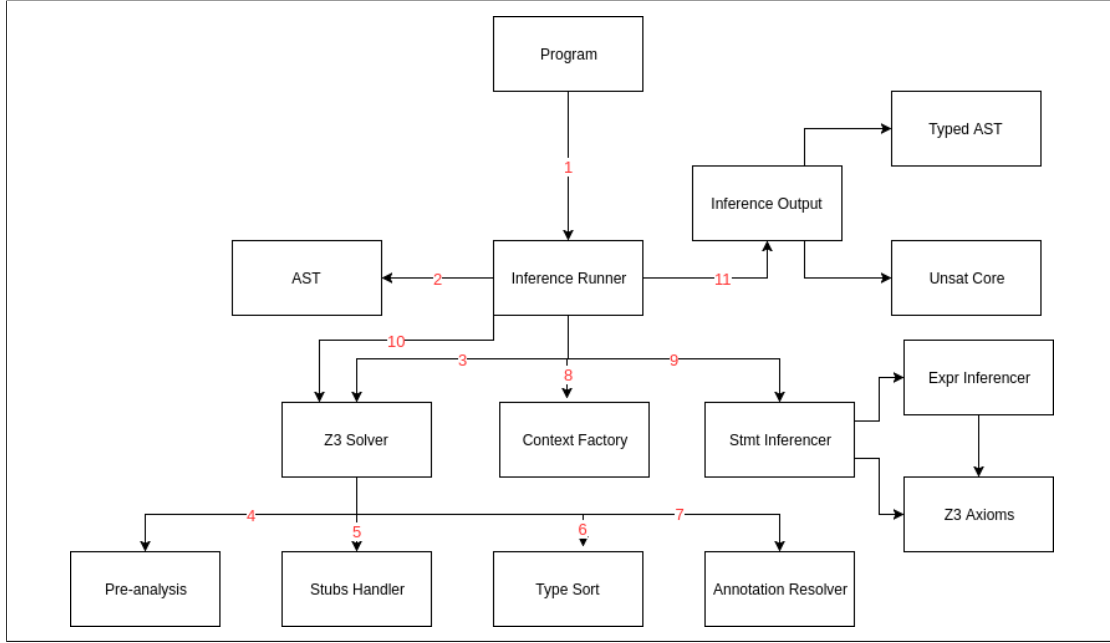 Program
Typed AST
1
Inference Output
AST
2
Inference Runner
11
Unsat Core
10
3
8
9
Expr Inferencer
Z3 Solver
Context Factory
Stmt Inferencer
Z3 Axioms
4
5
6
7
Pre-analysis
Stubs Handler
Type Sort
Annotation Resolver